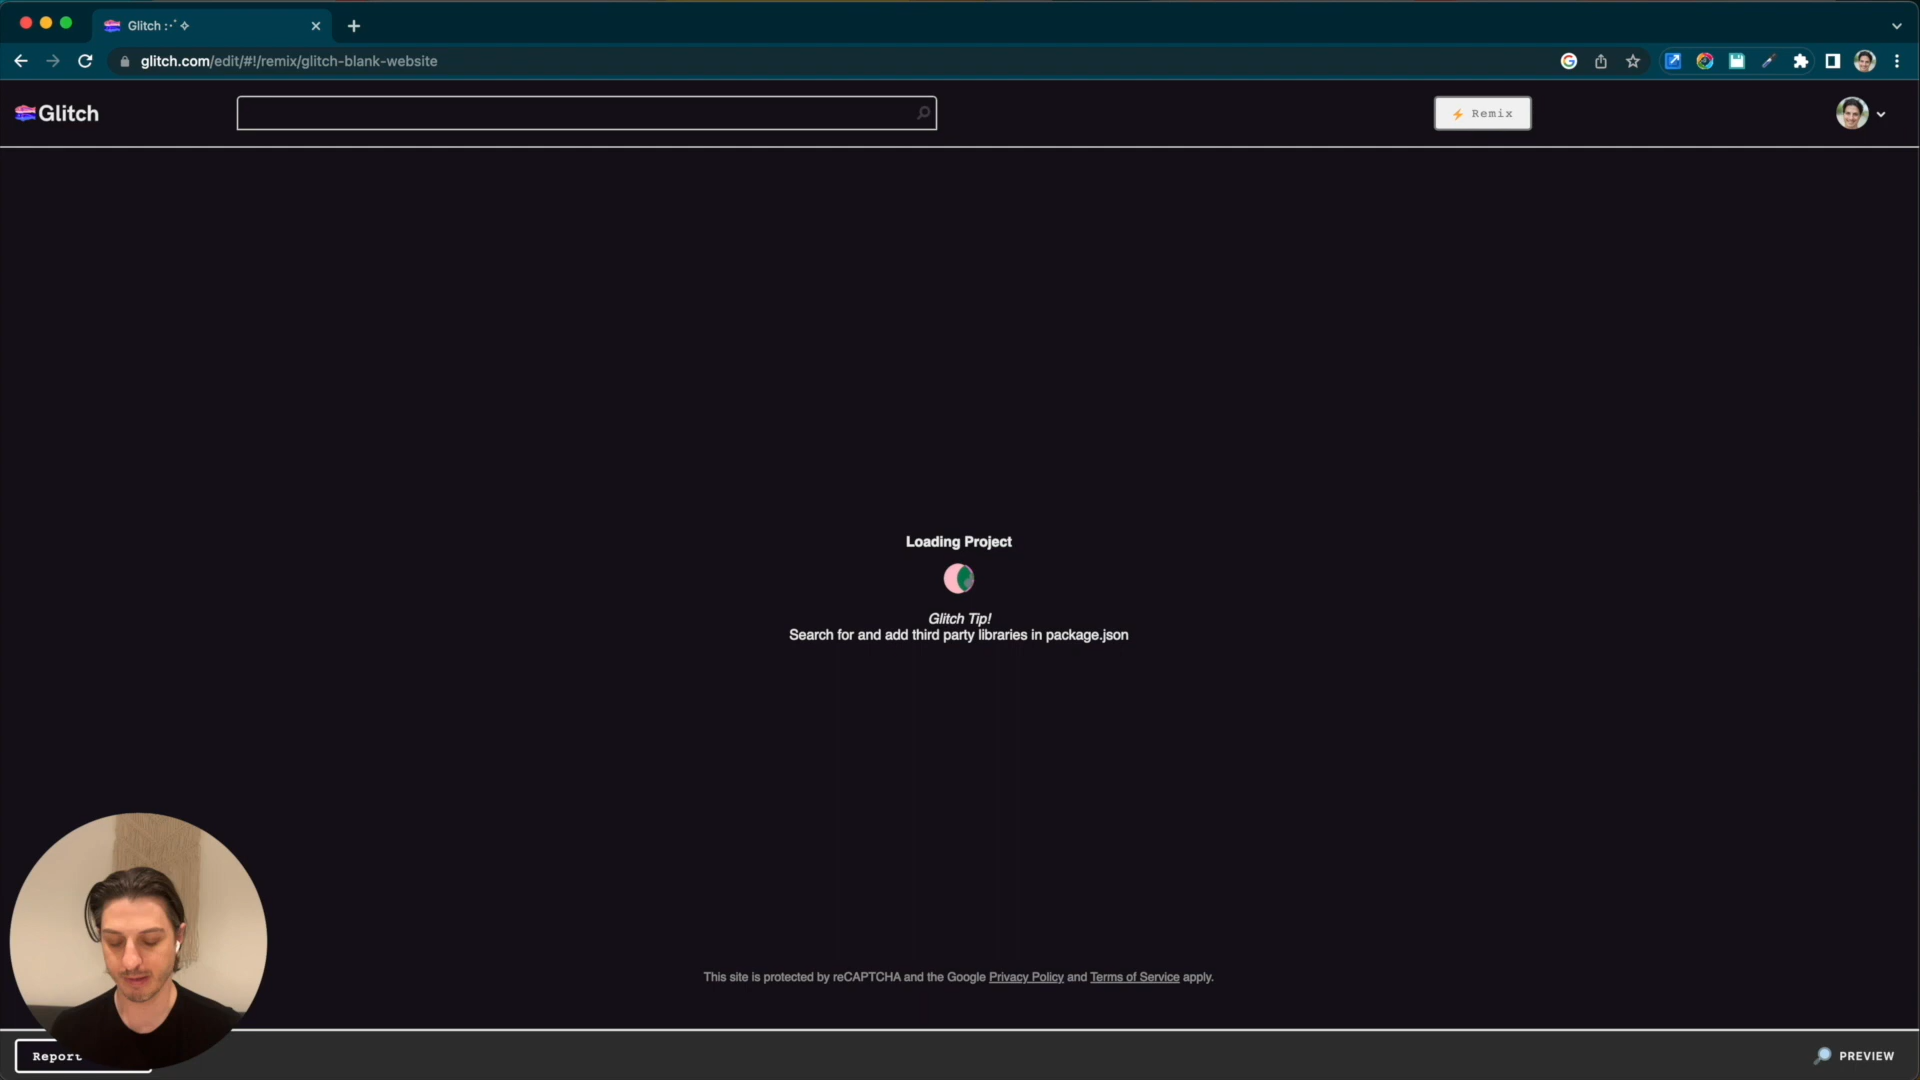 Glitch :·ﾟ✧
glitch.com/edit/#!/remix/glitch-blank-website
Glitch
⚡ Remix
Loading Project
Glitch Tip!
Search for and add third party libraries in package.json
This site is protected by reCAPTCHA and the Google Privacy Policy and Terms of Service apply.
Report
PREVIEW